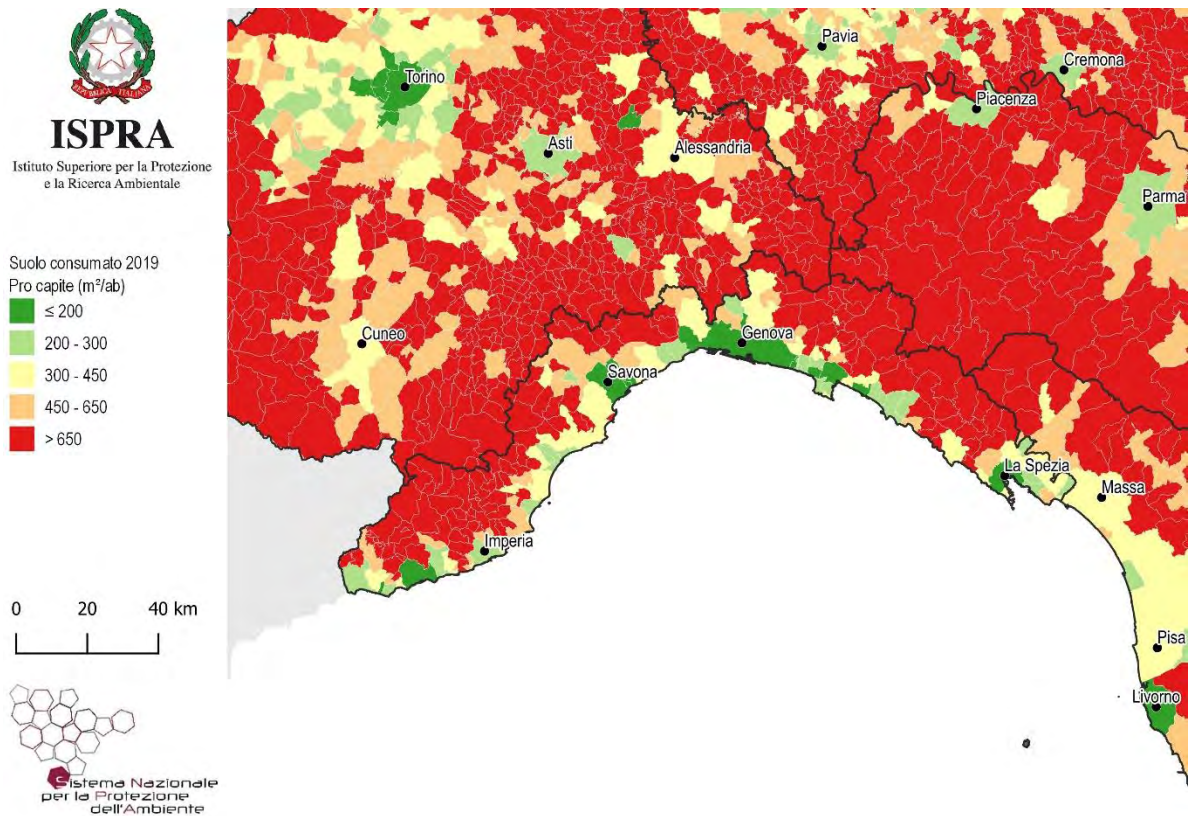 REPVBBLICA ITALIANA
ISPRA
Istituto Superiore per la Protezione
e la Ricerca Ambientale
Suolo consumato 2019
Pro capite (m²/ab)
≤ 200
200 - 300
300 - 450
450 - 650
> 650
0 20 40 km
Sistema Nazionale
per la Protezione
dell'Ambiente
Pavia
Cremona
Torino
Piacenza
Asti
Alessandria
Parma
Cuneo
Genova
Savona
La Spezia
Massa
Imperia
Pisa
Livorno